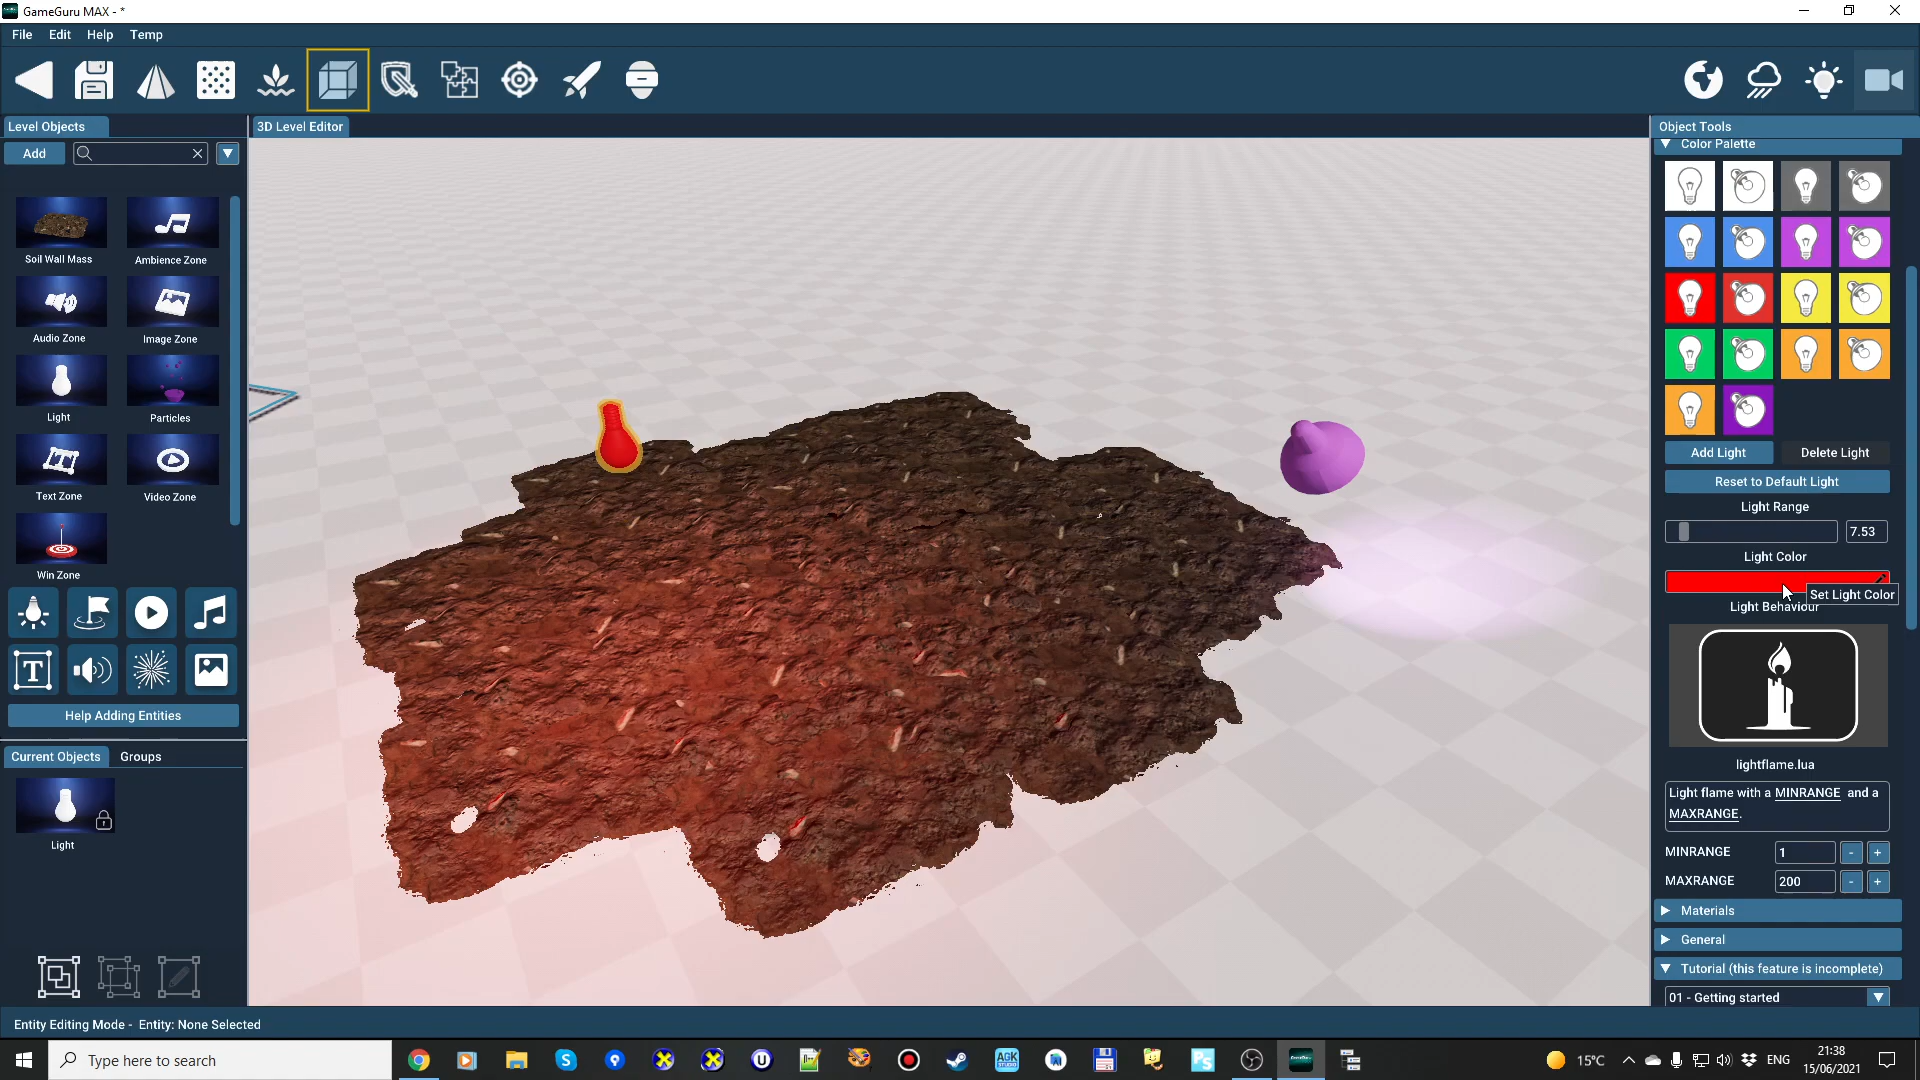 GameGuru MAX - *
File Edit Help Temp
Level Objects
3D Level Editor
Object Tools
Add
Color Palette
Soil Wall Mass
Ambience Zone
Audio Zone
Image Zone
Light
Particles
Text Zone
Video Zone
Win Zone
T
Help Adding Entities
Current Objects
Groups
Light
Add Light
Delete Light
Reset to Default Light
Light Range
7.53
Light Color
Set Light Color
Light Behaviour
lightflame.lua
Light flame with a MINRANGE and a
MAXRANGE.
MINRANGE 1 - +
MAXRANGE 200 - +
Materials
General
Tutorial (this feature is incomplete)
01 - Getting started
Entity Editing Mode - Entity: None Selected
Type here to search
AGK
STUDIO
Ps
15°C
ENG
21:38
15/06/2021